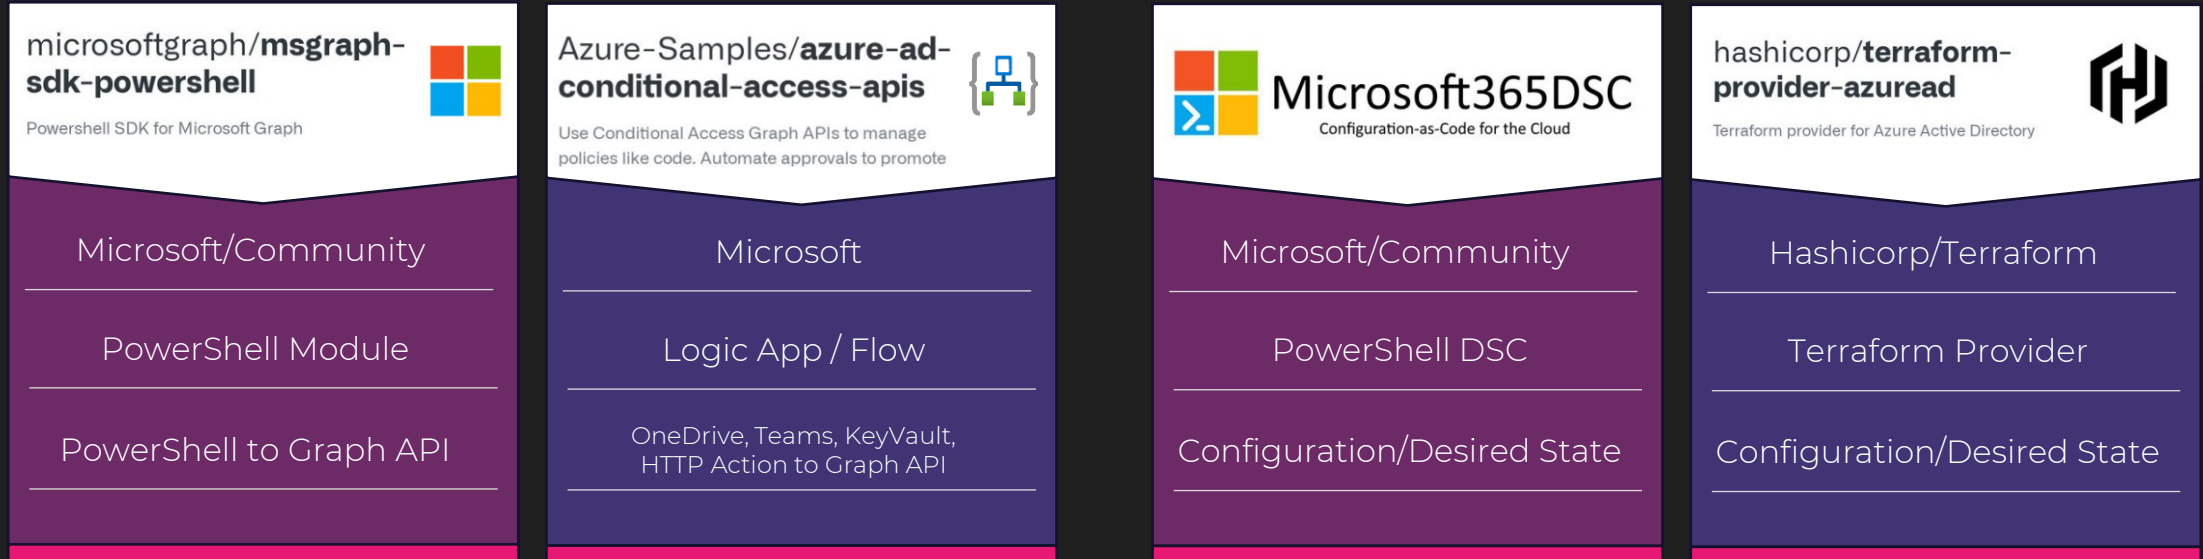 microsoftgraph/msgraph-
sdk-powershell
Powershell SDK for Microsoft Graph
Microsoft/Community
PowerShell Module
PowerShell to Graph API
Azure-Samples/azure-ad-
conditional-access-apis
Use Conditional Access Graph APIs to manage
policies like code. Automate approvals to promote
Microsoft
Logic App / Flow
OneDrive, Teams, KeyVault,
HTTP Action to Graph API
Microsoft365DSC
Configuration-as-Code for the Cloud
Microsoft/Community
PowerShell DSC
Configuration/Desired State
hashicorp/terraform-
provider-azuread
Terraform provider for Azure Active Directory
Hashicorp/Terraform
Terraform Provider
Configuration/Desired State